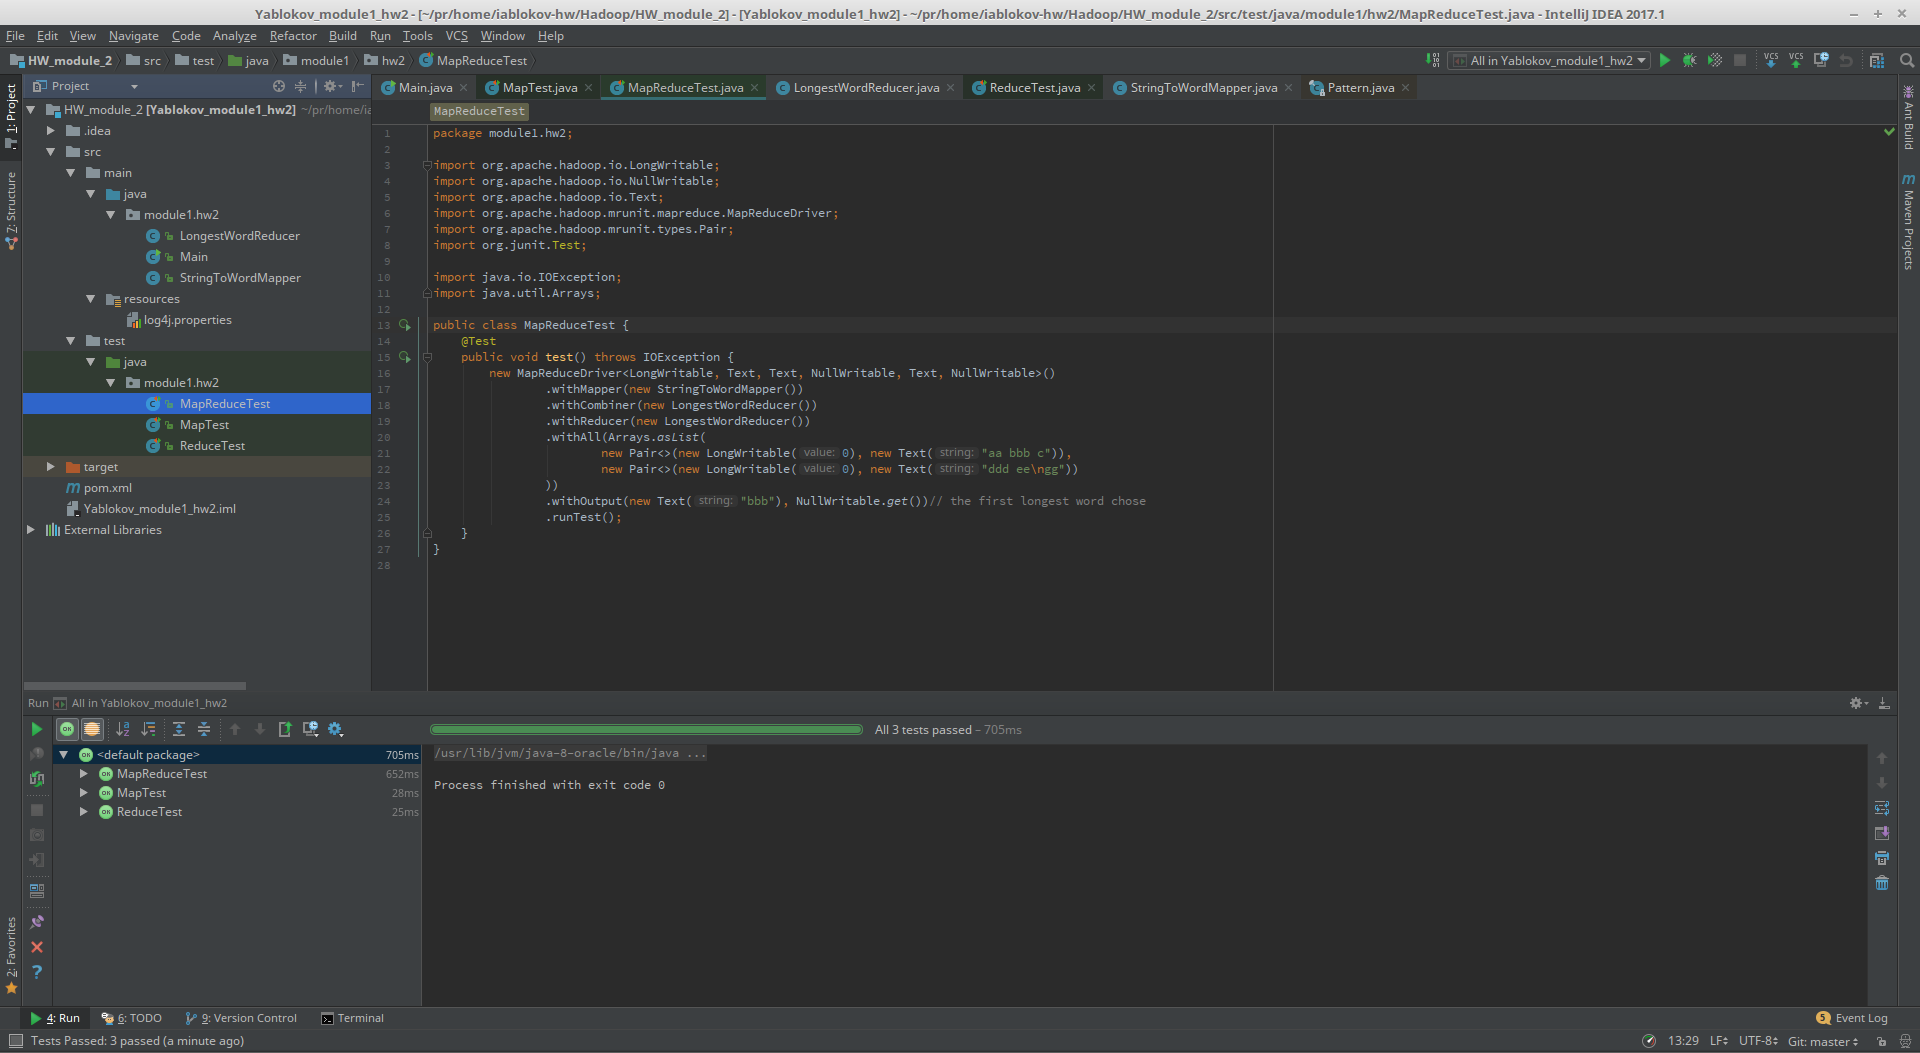 Yablokov_module1_hw2 - [~/pr/home/iablokov-hw/Hadoop/HW_module_2] - [Yablokov_module1_hw2] - ~/pr/home/iablokov-hw/Hadoop/HW_module_2/src/test/java/module1/hw2/MapReduceTest.java - IntelliJ IDEA 2017.1
File Edit View Navigate Code Analyze Refactor Build Run Tools VCS Window Help
HW_module_2 src test java module1 hw2 MapReduceTest
All in Yablokov_module1_hw2
VCS VCS
Project
Main.java MapTest.java MapReduceTest.java LongestWordReducer.java ReduceTest.java StringToWordMapper.java Pattern.java
MapReduceTest
1: Project
Z: Structure
2: Favorites
HW_module_2 [Yablokov_module1_hw2] ~/pr/home/ia
.idea
src
main
java
module1.hw2
LongestWordReducer
Main
StringToWordMapper
resources
log4j.properties
test
java
module1.hw2
MapReduceTest
MapTest
ReduceTest
target
pom.xml
Yablokov_module1_hw2.iml
External Libraries
1 package module1.hw2;
2
3 import org.apache.hadoop.io.LongWritable;
4 import org.apache.hadoop.io.NullWritable;
5 import org.apache.hadoop.io.Text;
6 import org.apache.hadoop.mrunit.mapreduce.MapReduceDriver;
7 import org.apache.hadoop.mrunit.types.Pair;
8 import org.junit.Test;
9
10 import java.io.IOException;
11 import java.util.Arrays;
12
13 public class MapReduceTest {
14 @Test
15 public void test() throws IOException {
16 new MapReduceDriver<LongWritable, Text, Text, NullWritable, Text, NullWritable>()
17 .withMapper(new StringToWordMapper())
18 .withCombiner(new LongestWordReducer())
19 .withReducer(new LongestWordReducer())
20 .withAll(Arrays.asList(
21 new Pair<>(new LongWritable( value: 0), new Text( string: "aa bbb c")),
22 new Pair<>(new LongWritable( value: 0), new Text( string: "ddd ee\ngg"))
23 ))
24 .withOutput(new Text( string: "bbb"), NullWritable.get())// the first longest word chose
25 .runTest();
26 }
27 }
28
Ant Build
Maven Projects
Run All in Yablokov_module1_hw2
All 3 tests passed – 705ms
<default package> 705ms
MapReduceTest 652ms
MapTest 28ms
ReduceTest 25ms
/usr/lib/jvm/java-8-oracle/bin/java ...
Process finished with exit code 0
4: Run 6: TODO 9: Version Control Terminal
5 Event Log
Tests Passed: 3 passed (a minute ago)
13:29 LF UTF-8 Git: master